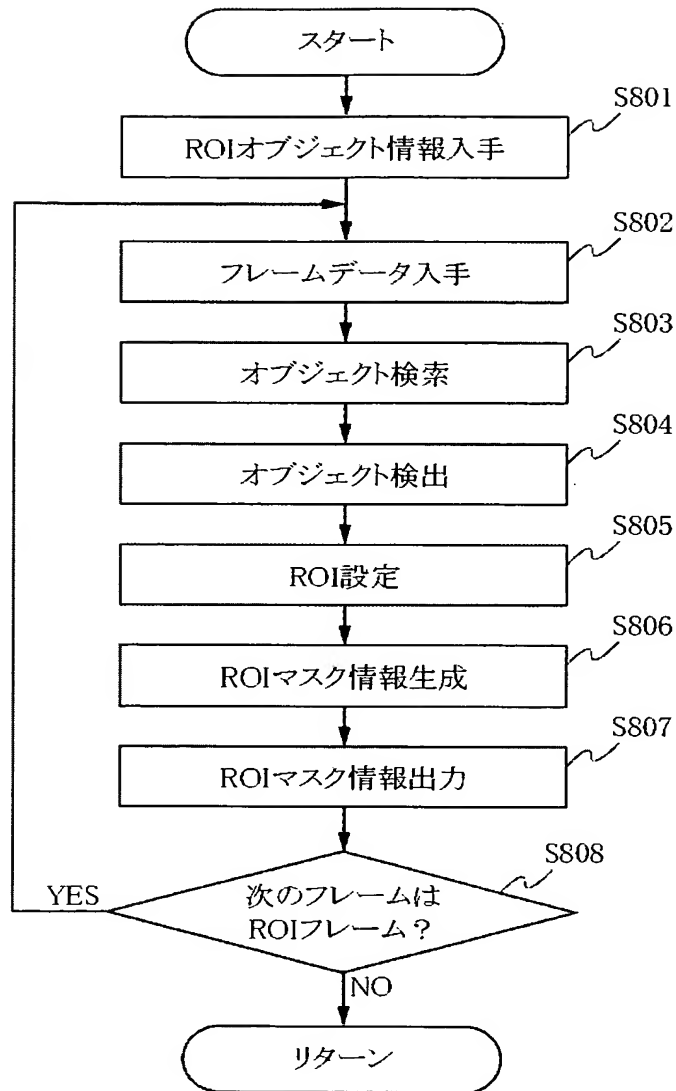 スタート
S801
ROIオブジェクト情報入手
S802
フレームデータ入手
S803
オブジェクト検索
S804
オブジェクト検出
S805
ROI設定
S806
ROIマスク情報生成
S807
ROIマスク情報出力
S808
YES
次のフレームは
ROIフレーム?
NO
リターン